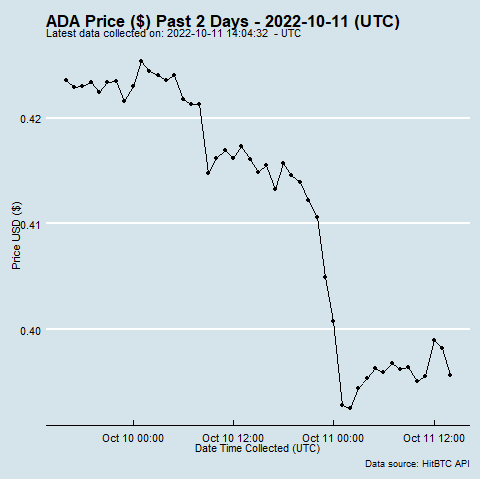 ADA Price ($) Past 2 Days - 2022-10-11 (UTC)
Latest data collected on: 2022-10-11 14:04:32 - UTC
0.42
0.41
0.40
Price USD ($)
Oct 10 00:00
Oct 10 12:00
Oct 11 00:00
Oct 11 12:00
Date Time Collected (UTC)
Data source: HitBTC API